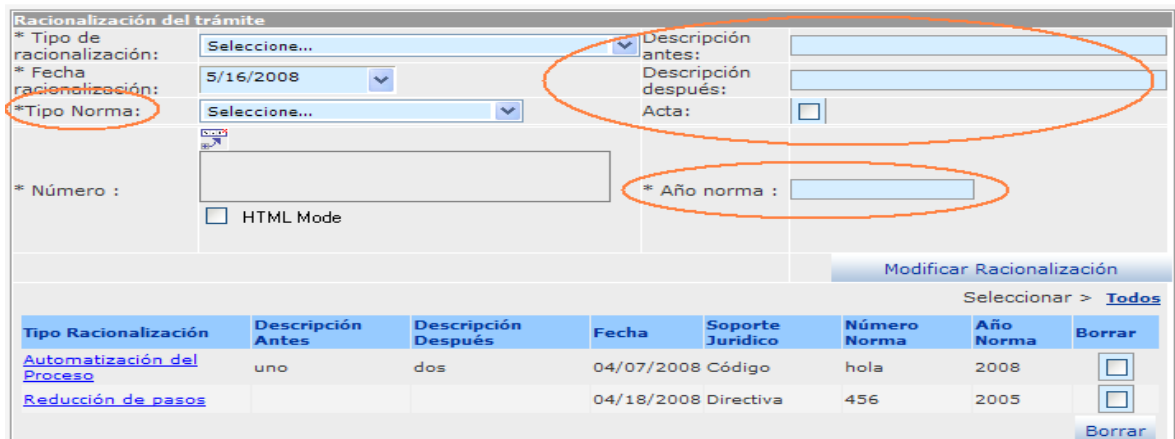 Racionalización del trámite
* Tipo de racionalización:
Seleccione...
Descripción antes:
* Fecha racionalización:
5/16/2008
Descripción después:
*Tipo Norma:
Seleccione...
Acta:
* Número :
HTML Mode
* Año norma :
Modificar Racionalización
Seleccionar > Todos
Tipo Racionalización Descripción Antes Descripción Después Fecha Soporte Juridico Número Norma Año Norma Borrar
Automatización del Proceso uno dos 04/07/2008 Código hola 2008
Reducción de pasos 04/18/2008 Directiva 456 2005
Borrar